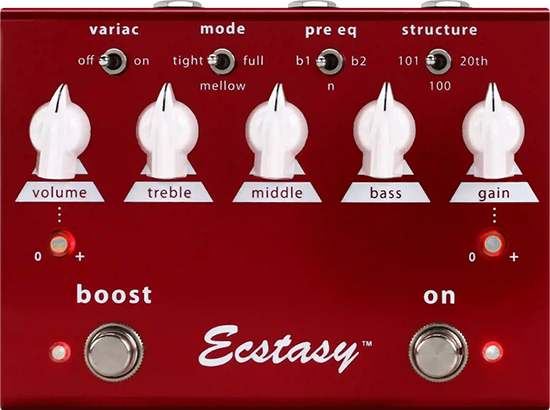 variac mode pre eq structure
off on tight full b1 b2 101 20th
mellow n 100
volume treble middle bass gain
0 + 0 +
boost on
Ecstasy™